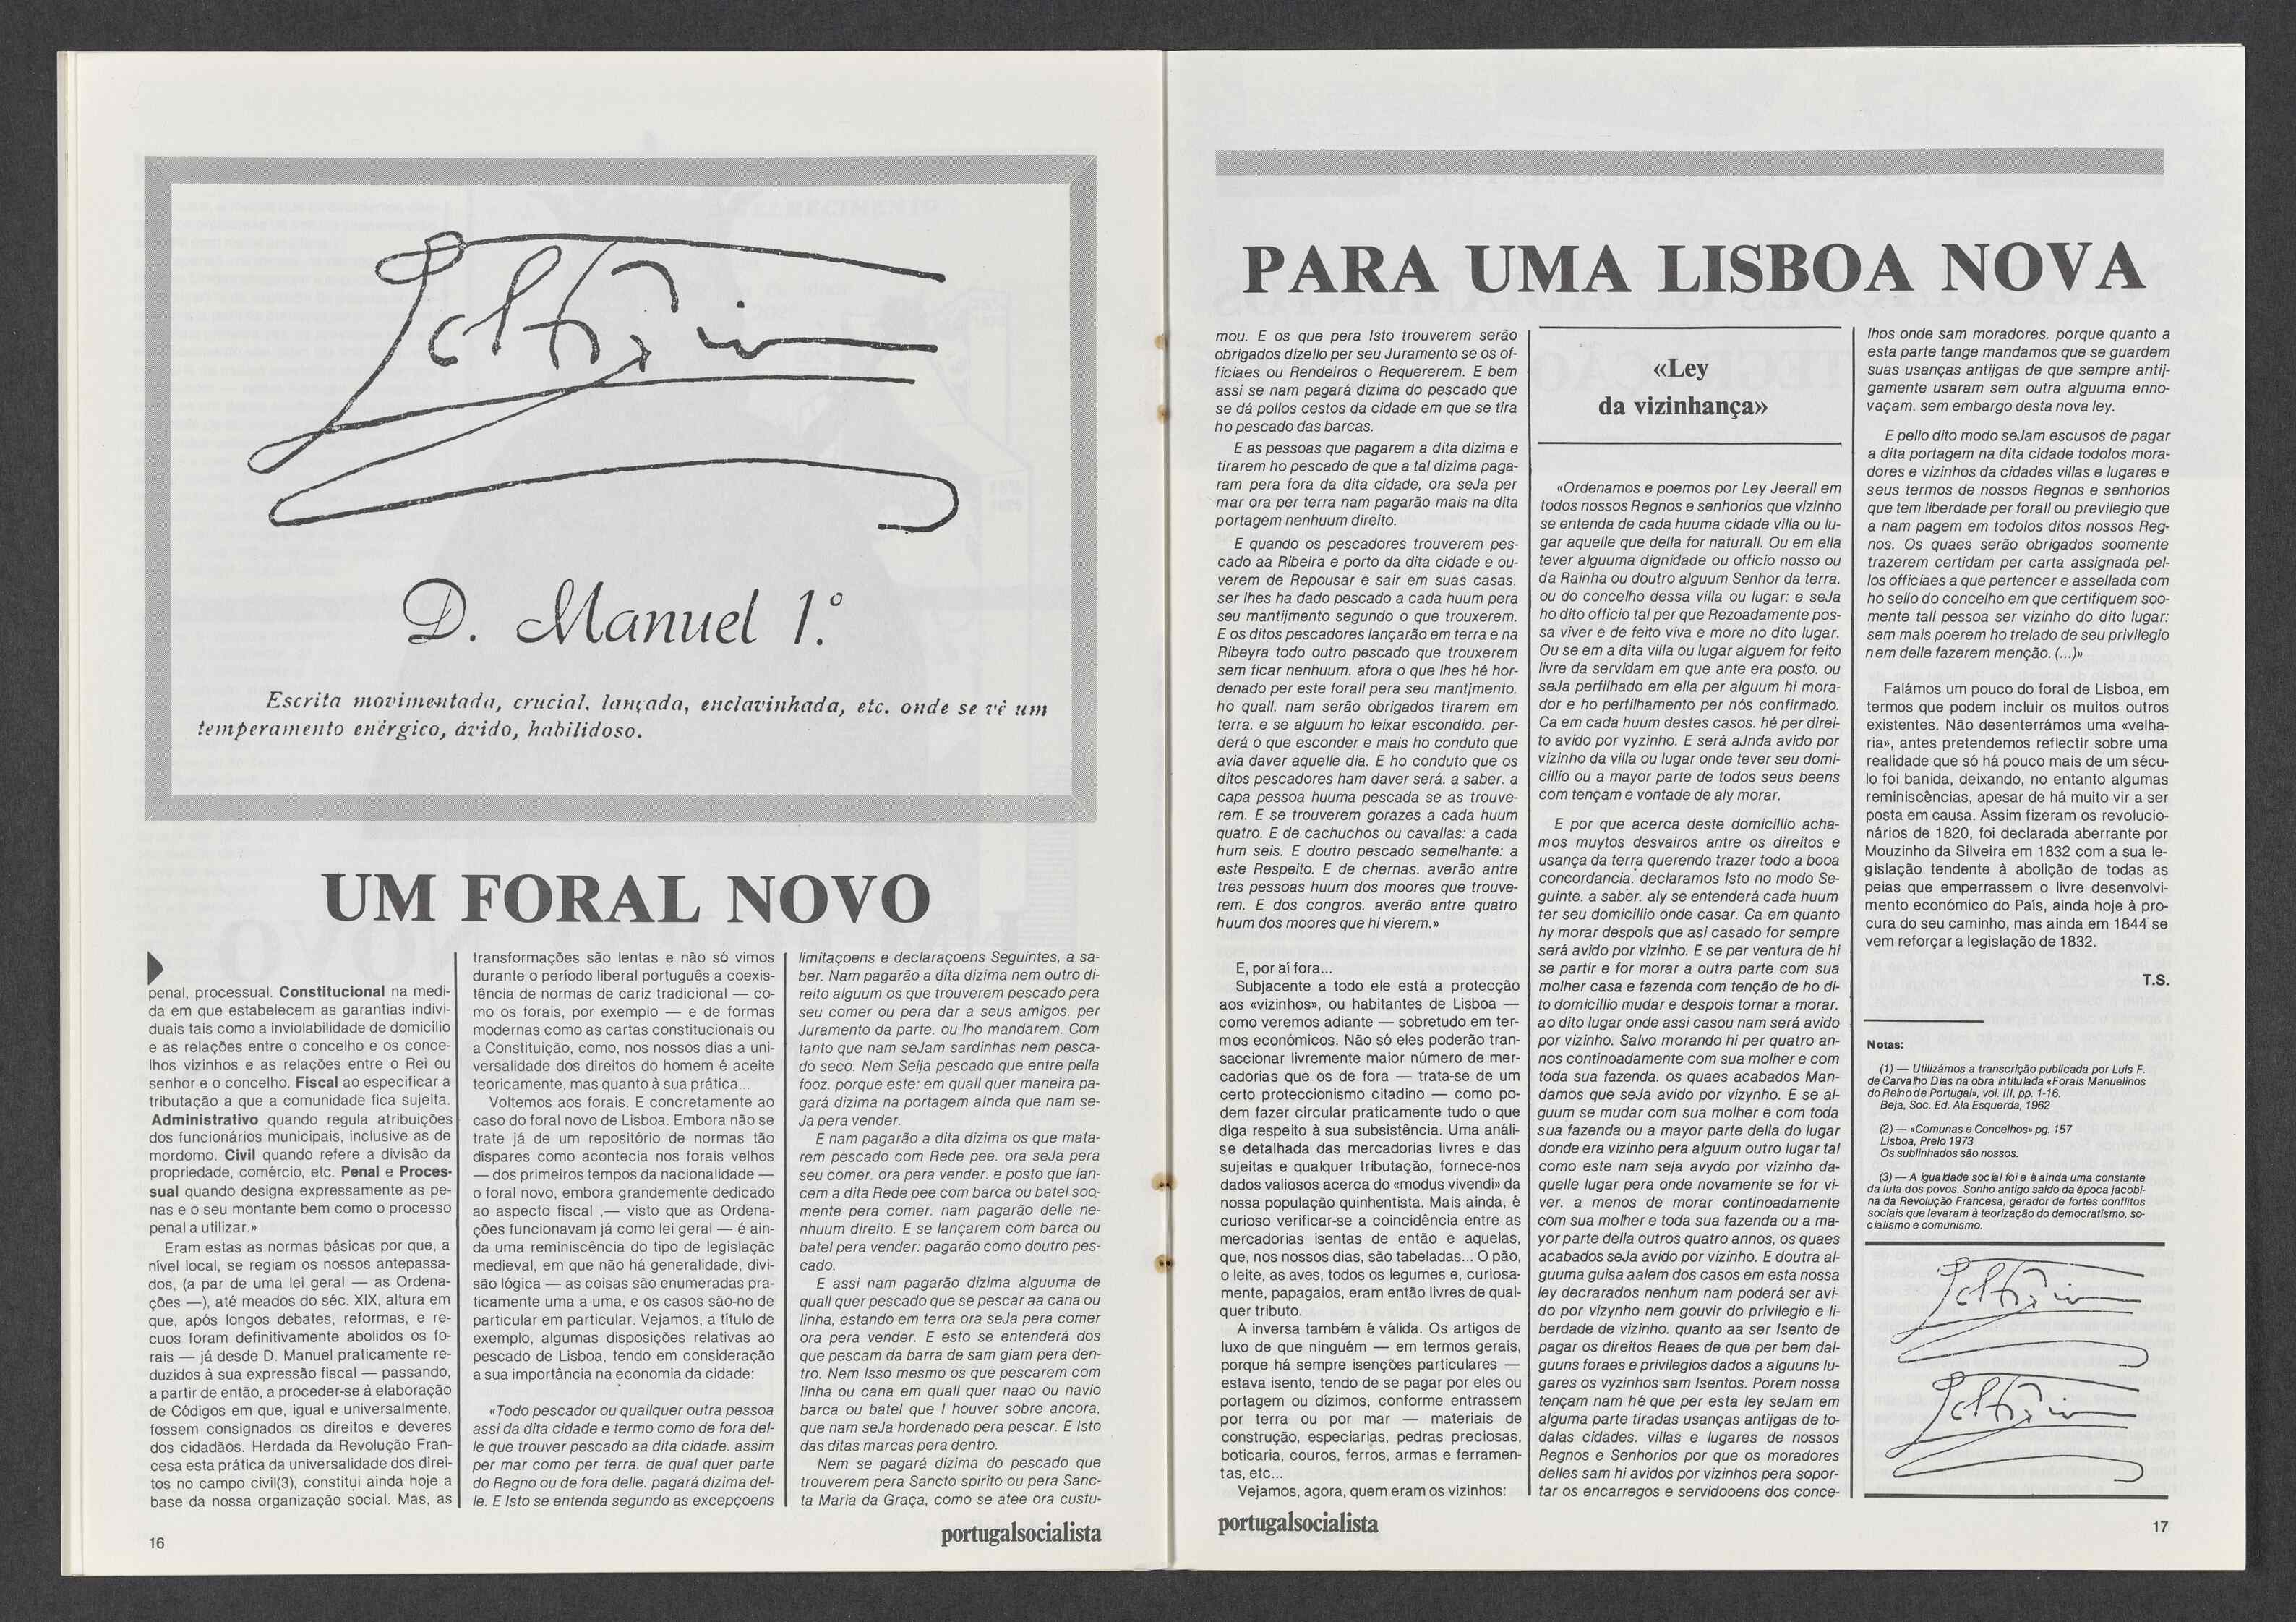 D. Manuel 1.º
Escrita movimentada, crucial, lançada, enclavinhada, etc. onde se vê um
temperamento enérgico, ávido, habilidoso.
UM FORAL NOVO
penal, processual. Constitucional na medi-
da em que estabelecem as garantias indivi-
duais tais como a inviolabilidade de domicílio
e as relações entre o concelho e os conce-
lhos vizinhos e as relações entre o Rei ou
senhor e o concelho. Fiscal ao especificar a
tributação a que a comunidade fica sujeita.
Administrativo quando regula atribuições
dos funcionários municipais, inclusive as de
mordomo. Civil quando refere a divisão da
propriedade, comércio, etc. Penal e Proces-
sual quando designa expressamente as pe-
nas e o seu montante bem como o processo
penal a utilizar.»
Eram estas as normas básicas por que, a
nível local, se regiam os nossos antepassa-
dos, (a par de uma lei geral — as Ordena-
ções —), até meados do séc. XIX, altura em
que, após longos debates, reformas, e re-
cuos foram definitivamente abolidos os fo-
rais — já desde D. Manuel praticamente re-
duzidos à sua expressão fiscal — passando,
a partir de então, a proceder-se à elaboração
de Códigos em que, igual e universalmente,
fossem consignados os direitos e deveres
dos cidadãos. Herdada da Revolução Fran-
cesa esta prática da universalidade dos direi-
tos no campo civil(3), constitui ainda hoje a
base da nossa organização social. Mas, as
transformações são lentas e não só vimos
durante o período liberal português a coexis-
tência de normas de cariz tradicional — co-
mo os forais, por exemplo — e de formas
modernas como as cartas constitucionais ou
a Constituição, como, nos nossos dias a uni-
versalidade dos direitos do homem é aceite
teoricamente, mas quanto à sua prática...
Voltemos aos forais. E concretamente ao
caso do foral novo de Lisboa. Embora não se
trate já de um repositório de normas tão
dispares como acontecia nos forais velhos
— dos primeiros tempos da nacionalidade —
o foral novo, embora grandemente dedicado
ao aspecto fiscal ,— visto que as Ordena-
ções funcionavam já como lei geral — é ain-
da uma reminiscência do tipo de legislação
medieval, em que não há generalidade, divi-
são lógica — as coisas são enumeradas pra-
ticamente uma a uma, e os casos são-no de
particular em particular. Vejamos, a título de
exemplo, algumas disposições relativas ao
pescado de Lisboa, tendo em consideração
a sua importância na economia da cidade:
«Todo pescador ou quallquer outra pessoa
assi da dita cidade e termo como de fora del-
le que trouver pescado aa dita cidade. assim
per mar como per terra. de qual quer parte
do Regno ou de fora delle. pagará dizima del-
le. E Isto se entenda segundo as excepçoens
limitaçoens e declaraçoens Seguintes, a sa-
ber. Nam pagarão a dita dizima nem outro di-
reito alguum os que trouverem pescado pera
seu comer ou pera dar a seus amigos. per
Juramento da parte. ou lho mandarem. Com
tanto que nam seJam sardinhas nem pesca-
do seco. Nem Seija pescado que entre pella
fooz. porque este: em quall quer maneira pa-
gará dizima na portagem aInda que nam se-
Ja pera vender.
E nam pagarão a dita dizima os que mata-
rem pescado com Rede pee. ora seJa pera
seu comer. ora pera vender. e posto que lan-
cem a dita Rede pee com barca ou batel soo-
mente pera comer. nam pagarão delle ne-
nhuum direito. E se lançarem com barca ou
batel pera vender: pagarão como doutro pes-
cado.
E assi nam pagarão dizima alguuma de
quall quer pescado que se pescar aa cana ou
linha, estando em terra ora seJa pera comer
ora pera vender. E esto se entenderá dos
que pescam da barra de sam giam pera den-
tro. Nem Isso mesmo os que pescarem com
linha ou cana em quall quer naao ou navio
barca ou batel que I houver sobre ancora,
que nam seJa hordenado pera pescar. E Isto
das ditas marcas pera dentro.
Nem se pagará dizima do pescado que
trouverem pera Sancto spirito ou pera Sanc-
ta Maria da Graça, como se atee ora custu-
16
portugalsocialista
PARA UMA LISBOA NOVA
mou. E os que pera Isto trouverem serão
obrigados dizello per seu Juramento se os of-
ficiaes ou Rendeiros o Requererem. E bem
assi se nam pagará dizima do pescado que
se dá pollos cestos da cidade em que se tira
ho pescado das barcas.
E as pessoas que pagarem a dita dizima e
tirarem ho pescado de que a tal dizima paga-
ram pera fora da dita cidade, ora seJa per
mar ora per terra nam pagarão mais na dita
portagem nenhuum direito.
E quando os pescadores trouverem pes-
cado aa Ribeira e porto da dita cidade e ou-
verem de Repousar e sair em suas casas.
ser lhes ha dado pescado a cada huum pera
seu mantijmento segundo o que trouxerem.
E os ditos pescadores lançarão em terra e na
Ribeyra todo outro pescado que trouxerem
sem ficar nenhuum. afora o que lhes hé hor-
denado per este forall pera seu mantjmento.
ho quall. nam serão obrigados tirarem em
terra. e se alguum ho leixar escondido. per-
derá o que esconder e mais ho conduto que
avia daver aquelle dia. E ho conduto que os
ditos pescadores ham daver será. a saber. a
capa pessoa huuma pescada se as trouve-
rem. E se trouverem gorazes a cada huum
quatro. E de cachuchos ou cavallas: a cada
hum seis. E doutro pescado semelhante: a
este Respeito. E de chernas. averão antre
tres pessoas huum dos moores que trouve-
rem. E dos congros. averão antre quatro
huum dos moores que hi vierem.»
E, por aí fora...
Subjacente a todo ele está a protecção
aos «vizinhos», ou habitantes de Lisboa —
como veremos adiante — sobretudo em ter-
mos económicos. Não só eles poderão tran-
saccionar livremente maior número de mer-
cadorias que os de fora — trata-se de um
certo proteccionismo citadino — como po-
dem fazer circular praticamente tudo o que
diga respeito à sua subsistência. Uma análi-
se detalhada das mercadorias livres e das
sujeitas e qualquer tributação, fornece-nos
dados valiosos acerca do «modus vivendi» da
nossa população quinhentista. Mais ainda, é
curioso verificar-se a coincidência entre as
mercadorias isentas de então e aquelas,
que, nos nossos dias, são tabeladas... O pão,
o leite, as aves, todos os legumes e, curiosa-
mente, papagaios, eram então livres de qual-
quer tributo.
A inversa também é válida. Os artigos de
luxo de que ninguém — em termos gerais,
porque há sempre isenções particulares —
estava isento, tendo de se pagar por eles ou
portagem ou dízimos, conforme entrassem
por terra ou por mar — materiais de
construção, especiarias, pedras preciosas,
boticaria, couros, ferros, armas e ferramen-
tas, etc...
Vejamos, agora, quem eram os vizinhos:
«Ley
da vizinhança»
«Ordenamos e poemos por Ley Jeerall em
todos nossos Regnos e senhorios que vizinho
se entenda de cada huuma cidade villa ou lu-
gar aquelle que della for naturall. Ou em ella
tever alguuma dignidade ou officio nosso ou
da Rainha ou doutro alguum Senhor da terra.
ou do concelho dessa villa ou lugar: e seJa
ho dito officio tal per que Rezoadamente pos-
sa viver e de feito viva e more no dito lugar.
Ou se em a dita villa ou lugar alguem for feito
livre da servidam em que ante era posto. ou
seJa perfilhado em ella per alguum hi mora-
dor e ho perfilhamento per nós confirmado.
Ca em cada huum destes casos. hé per direi-
to avido por vyzinho. E será aJnda avido por
vizinho da villa ou lugar onde tever seu domi-
cillio ou a mayor parte de todos seus beens
com tençam e vontade de aly morar.
E por que acerca deste domicillio acha-
mos muytos desvairos antre os direitos e
usança da terra querendo trazer todo a booa
concordancia. declaramos Isto no modo Se-
guinte. a saber. aly se entenderá cada huum
ter seu domicillio onde casar. Ca em quanto
hy morar despois que asi casado for sempre
será avido por vizinho. E se per ventura de hi
se partir e for morar a outra parte com sua
molher casa e fazenda com tenção de ho di-
to domicillio mudar e despois tornar a morar.
ao dito lugar onde assi casou nam será avido
por vizinho. Salvo morando hi per quatro an-
nos continoadamente com sua molher e com
toda sua fazenda. os quaes acabados Man-
damos que seJa avido por vizynho. E se al-
guum se mudar com sua molher e com toda
sua fazenda ou a mayor parte della do lugar
donde era vizinho pera alguum outro lugar tal
como este nam seja avydo por vizinho da-
quelle lugar pera onde novamente se for vi-
ver. a menos de morar continoadamente
com sua molher e toda sua fazenda ou a ma-
yor parte della outros quatro annos, os quaes
acabados seJa avido por vizinho. E doutra al-
guuma guisa aalem dos casos em esta nossa
ley decrarados nenhum nam poderá ser avi-
do por vizynho nem gouvir do privilegio e li-
berdade de vizinho. quanto aa ser Isento de
pagar os direitos Reaes de que per bem dal-
guuns foraes e privilegios dados a alguuns lu-
gares os vyzinhos sam Isentos. Porem nossa
tençam nam hé que per esta ley seJam em
alguma parte tiradas usanças antijgas de to-
dalas cidades. villas e lugares de nossos
Regnos e Senhorios por que os moradores
delles sam hi avidos por vizinhos pera sopor-
tar os encarregos e servidooens dos conce-
lhos onde sam moradores. porque quanto a
esta parte tange mandamos que se guardem
suas usanças antijgas de que sempre antij-
gamente usaram sem outra alguuma enno-
vaçam. sem embargo desta nova ley.
E pello dito modo seJam escusos de pagar
a dita portagem na dita cidade todolos mora-
dores e vizinhos da cidades villas e lugares e
seus termos de nossos Regnos e senhorios
que tem liberdade per forall ou previlegio que
a nam pagem em todolos ditos nossos Reg-
nos. Os quaes serão obrigados soomente
trazerem certidam per carta assignada pel-
los officiaes a que pertencer e assellada com
ho sello do concelho em que certifiquem soo-
mente tall pessoa ser vizinho do dito lugar:
sem mais poerem ho trelado de seu privilegio
nem delle fazerem menção. (...)»
Falámos um pouco do foral de Lisboa, em
termos que podem incluir os muitos outros
existentes. Não desenterrámos uma «velha-
ria», antes pretendemos reflectir sobre uma
realidade que só há pouco mais de um sécu-
lo foi banida, deixando, no entanto algumas
reminiscências, apesar de há muito vir a ser
posta em causa. Assim fizeram os revolucio-
nários de 1820, foi declarada aberrante por
Mouzinho da Silveira em 1832 com a sua le-
gislação tendente à abolição de todas as
peias que emperrassem o livre desenvolvi-
mento económico do País, ainda hoje à pro-
cura do seu caminho, mas ainda em 1844 se
vem reforçar a legislação de 1832.
T.S.
Notas:
(1) — Utilizámos a transcrição publicada por Luís F.
de Carvalho Dias na obra intitulada «Forais Manuelinos
do Reino de Portugal», vol. III, pp. 1-16.
Beja, Soc. Ed. Ala Esquerda, 1962
(2) — «Comunas e Concelhos» pg. 157
Lisboa, Prelo 1973
Os sublinhados são nossos.
(3) — A igualdade social foi e é ainda uma constante
da luta dos povos. Sonho antigo saído da época jacobi-
na da Revolução Francesa, gerador de fortes conflitos
sociais que levaram à teorização do democratismo, so-
cialismo e comunismo.
portugalsocialista
17